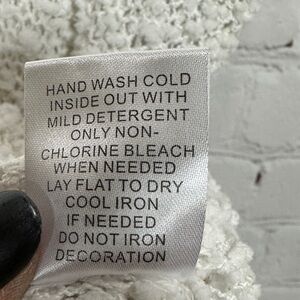 HAND WASH COLD
INSIDE OUT WITH
MILD DETERGENT
ONLY NON-
CHLORINE BLEACH
WHEN NEEDED
LAY FLAT TO DRY
COOL IRON
IF NEEDED
DO NOT IRON
DECORATION